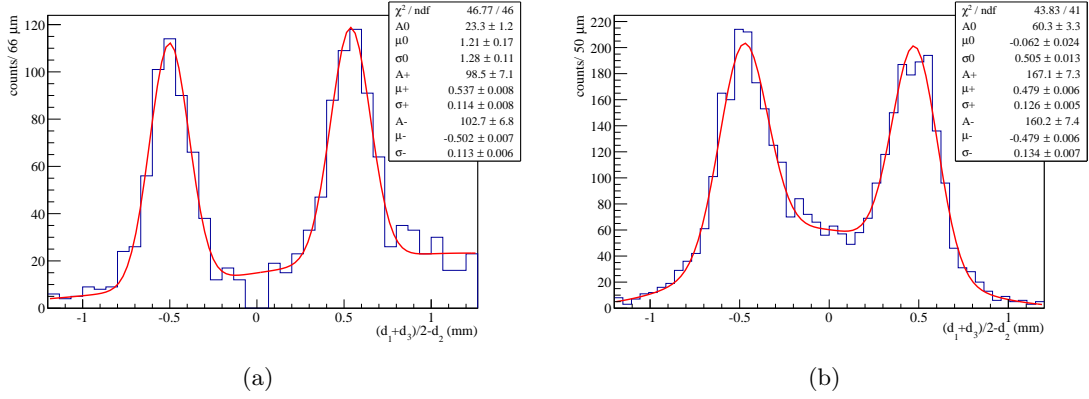 χ² / ndf 46.77 / 46
A0 23.3 ± 1.2
μ0 1.21 ± 0.17
σ0 1.28 ± 0.11
A+ 98.5 ± 7.1
μ+ 0.537 ± 0.008
σ+ 0.114 ± 0.008
A- 102.7 ± 6.8
μ- -0.502 ± 0.007
σ- 0.113 ± 0.006
counts/ 66 μm
120
100
80
60
40
20
0
-1 -0.5 0 0.5 1
(d₁+d₃)/2-d₂ (mm)
(a)
χ² / ndf 43.83 / 41
A0 60.3 ± 3.3
μ0 -0.062 ± 0.024
σ0 0.505 ± 0.013
A+ 167.1 ± 7.3
μ+ 0.479 ± 0.006
σ+ 0.126 ± 0.005
A- 160.2 ± 7.4
μ- -0.479 ± 0.006
σ- 0.134 ± 0.007
counts/ 50 μm
220
200
180
160
140
120
100
80
60
40
20
0
-1 -0.5 0 0.5 1
(d₁+d₃)/2-d₂ (mm)
(b)